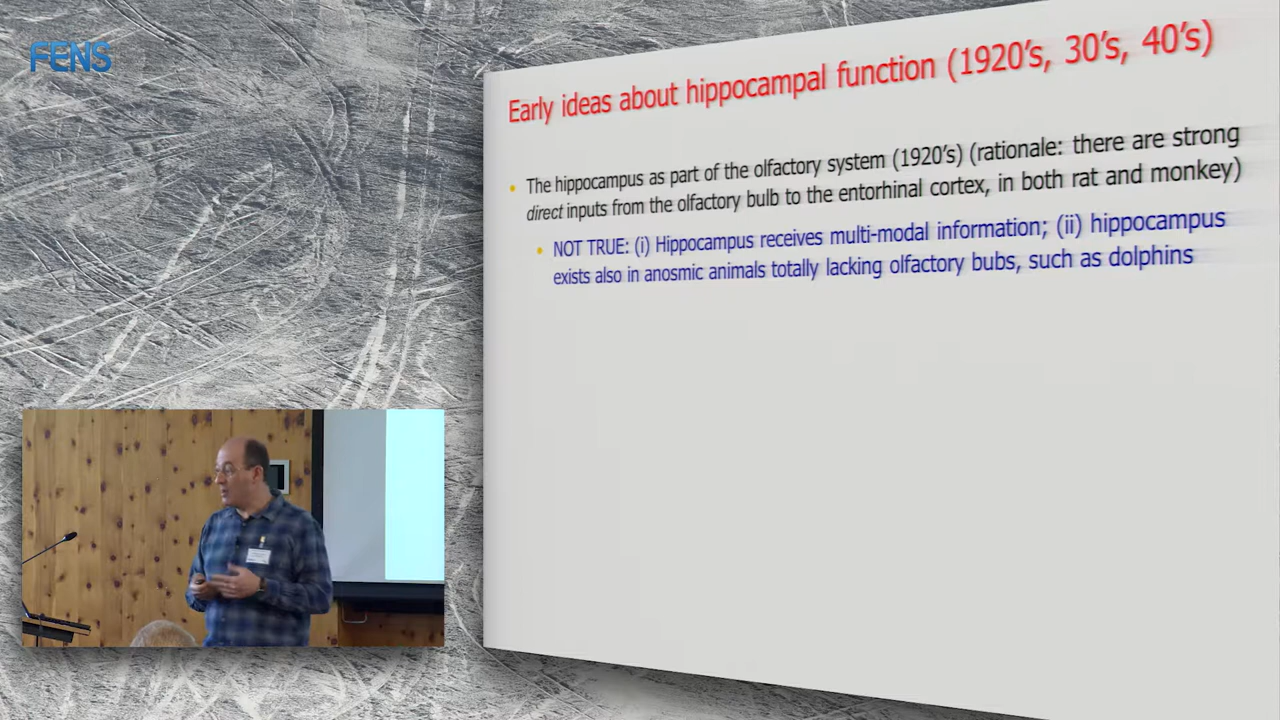 FENS
Early ideas about hippocampal function (1920's, 30's, 40's)
• The hippocampus as part of the olfactory system (1920's) (rationale: there are strong
direct inputs from the olfactory bulb to the entorhinal cortex, in both rat and monkey)
• NOT TRUE: (i) Hippocampus receives multi-modal information; (ii) hippocampus
exists also in anosmic animals totally lacking olfactory bubs, such as dolphins